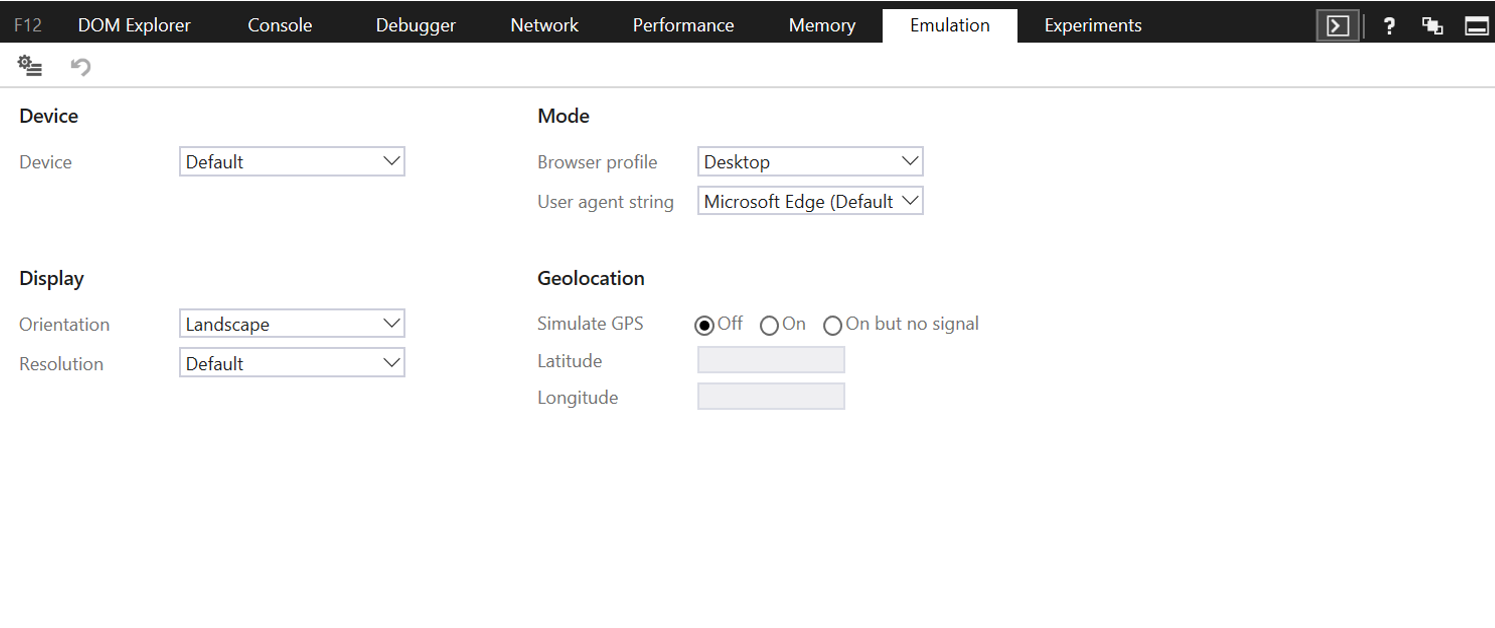 F12 DOM Explorer Console Debugger Network Performance Memory Emulation Experiments ?
Device
Device Default
Display
Orientation Landscape
Resolution Default
Mode
Browser profile Desktop
User agent string Microsoft Edge (Default
Geolocation
Simulate GPS Off On On but no signal
Latitude
Longitude